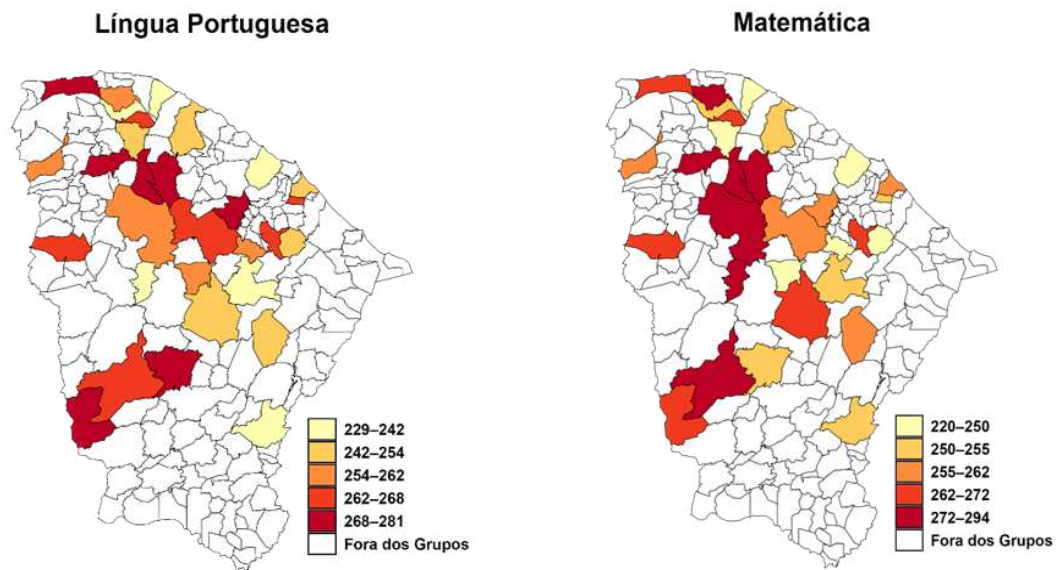 Língua Portuguesa
229–242
242–254
254–262
262–268
268–281
Fora dos Grupos
Matemática
220–250
250–255
255–262
262–272
272–294
Fora dos Grupos